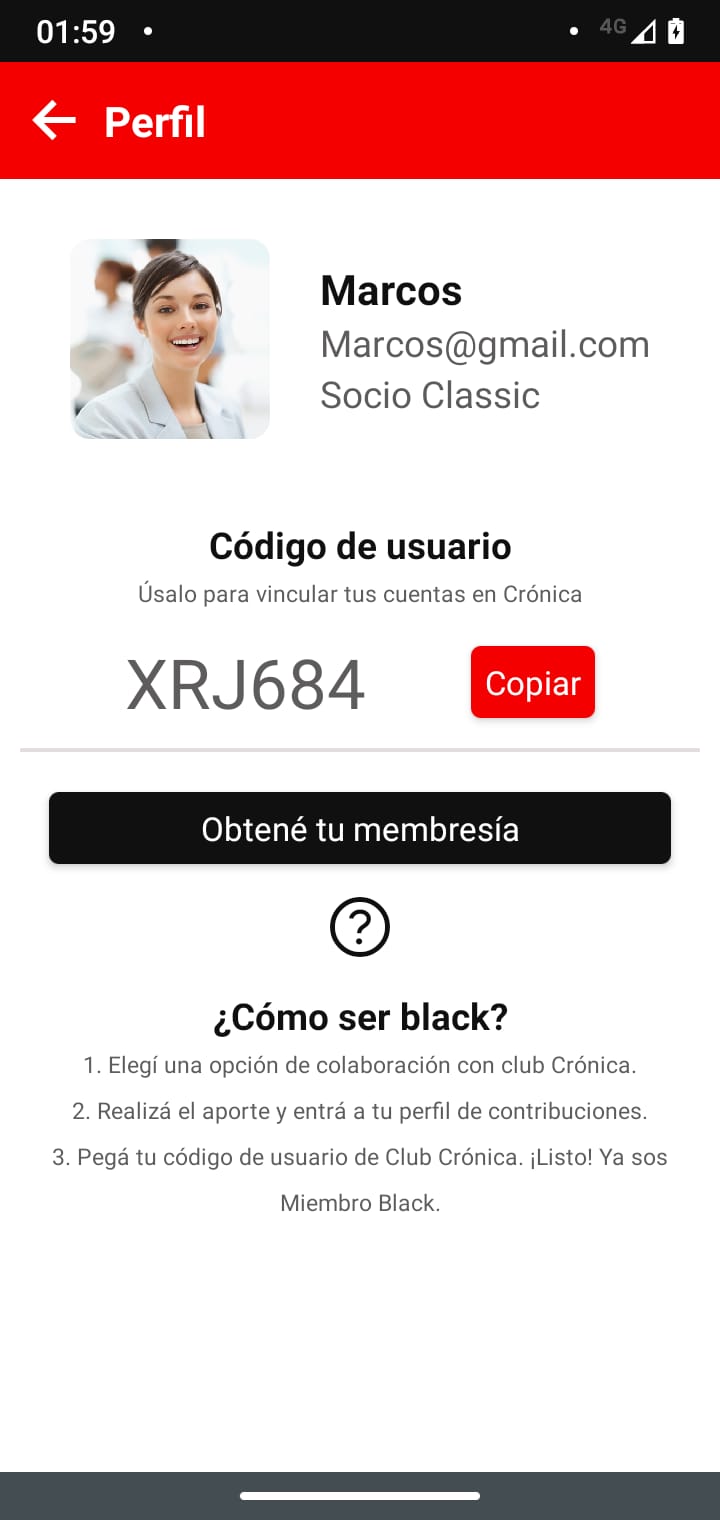 01:59
4G
Perfil
Marcos
Marcos@gmail.com
Socio Classic
Código de usuario
Úsalo para vincular tus cuentas en Crónica
XRJ684
Copiar
Obtené tu membresía
¿Cómo ser black?
1. Elegí una opción de colaboración con club Crónica.
2. Realizá el aporte y entrá a tu perfil de contribuciones.
3. Pegá tu código de usuario de Club Crónica. ¡Listo! Ya sos
Miembro Black.